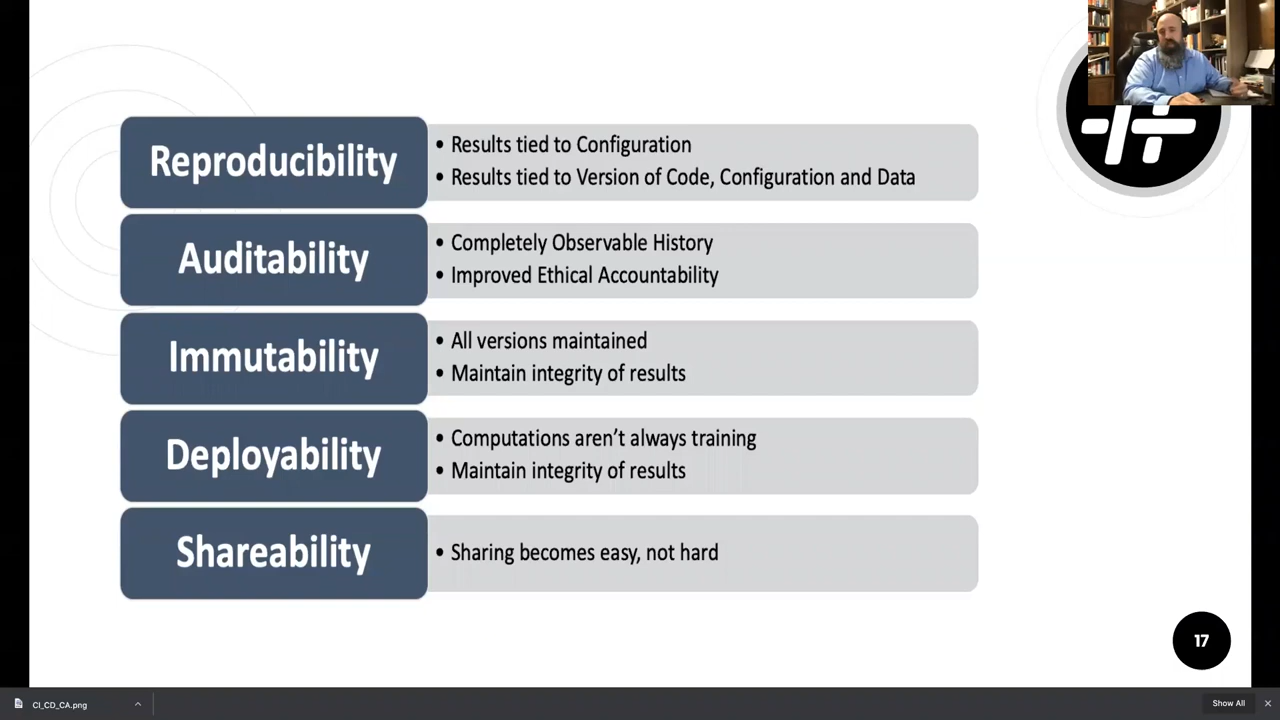 Reproducibility
• Results tied to Configuration
• Results tied to Version of Code, Configuration and Data
Auditability
• Completely Observable History
• Improved Ethical Accountability
Immutability
• All versions maintained
• Maintain integrity of results
Deployability
• Computations aren’t always training
• Maintain integrity of results
Shareability
• Sharing becomes easy, not hard
17
CI_CD_CA.png
Show All